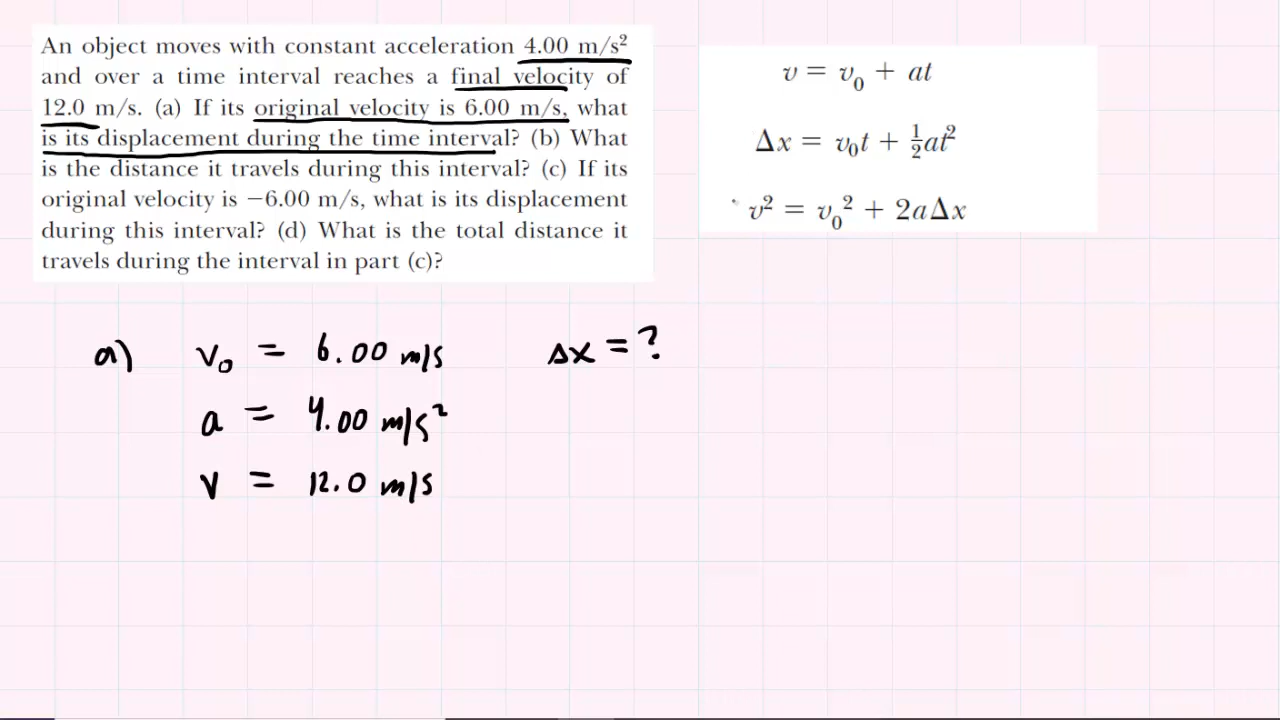 An object moves with constant acceleration 4.00 m/s²
and over a time interval reaches a final velocity of
12.0 m/s. (a) If its original velocity is 6.00 m/s, what
is its displacement during the time interval? (b) What
is the distance it travels during this interval? (c) If its
original velocity is −6.00 m/s, what is its displacement
during this interval? (d) What is the total distance it
travels during the interval in part (c)?
v = v₀ + at
Δx = v₀t + ½at²
v² = v₀² + 2aΔx
a) v₀ = 6.00 m/s Δx = ?
a = 4.00 m/s²
v = 12.0 m/s